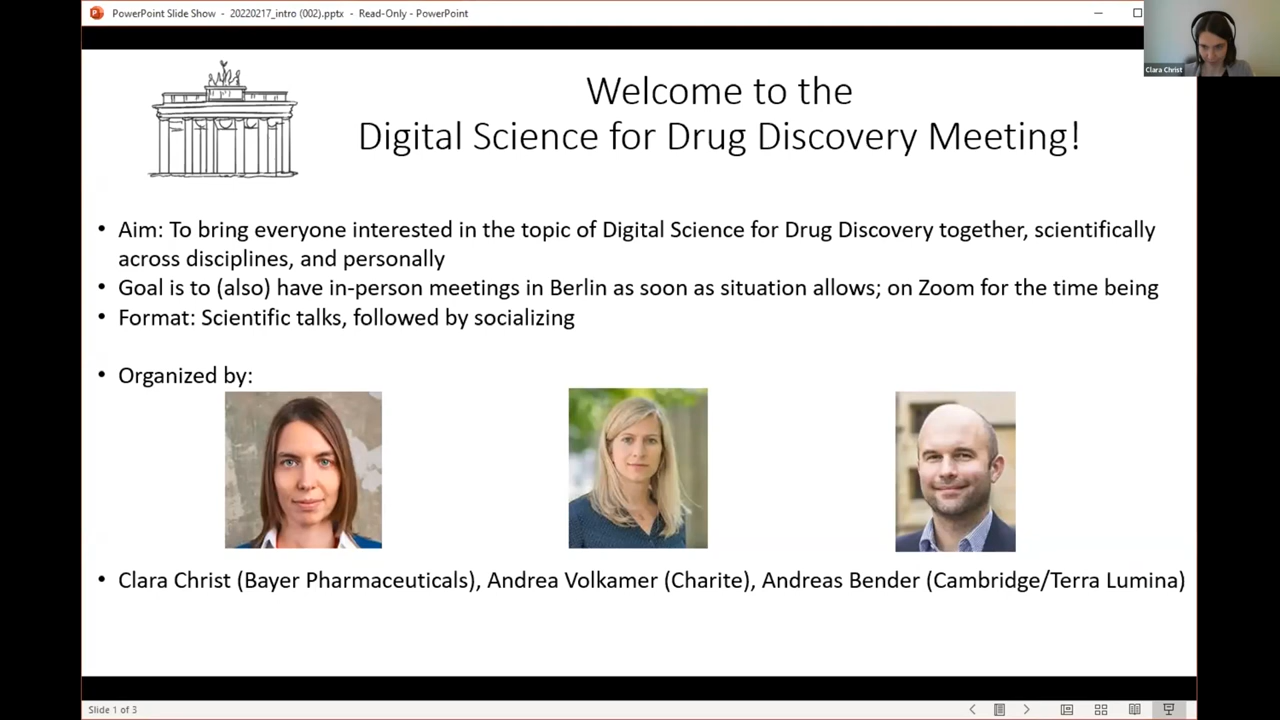 PowerPoint Slide Show - 20220217_intro (002).pptx - Read-Only - PowerPoint
Clara Christ
Welcome to the
Digital Science for Drug Discovery Meeting!
• Aim: To bring everyone interested in the topic of Digital Science for Drug Discovery together, scientifically
across disciplines, and personally
• Goal is to (also) have in-person meetings in Berlin as soon as situation allows; on Zoom for the time being
• Format: Scientific talks, followed by socializing
• Organized by:
• Clara Christ (Bayer Pharmaceuticals), Andrea Volkamer (Charite), Andreas Bender (Cambridge/Terra Lumina)
Slide 1 of 3